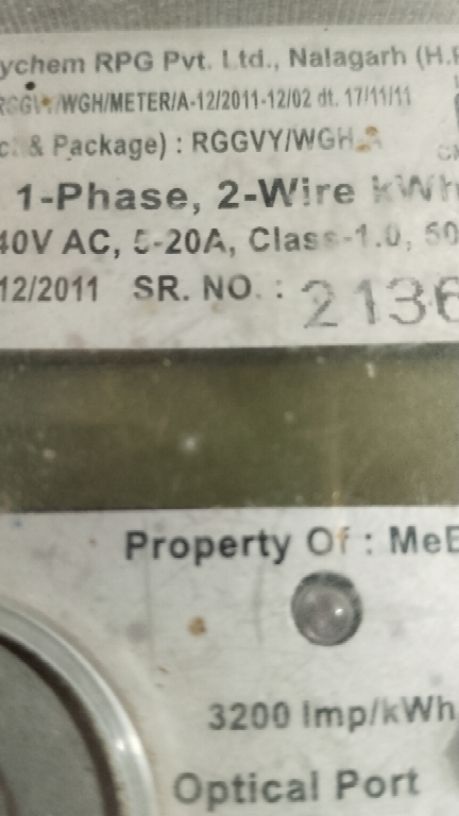 ychem RPG Pvt. Ltd., Nalagarh (H.P
RGGVY/WGH/METER/A-12/2011-12/02 dt. 17/11/11
c. & Package) : RGGVY/WGH
1-Phase, 2-Wire kWh
40V AC, 5-20A, Class-1.0, 50
12/2011 SR. NO. : 2136
Property Of : MeE
3200 Imp/kWh
Optical Port